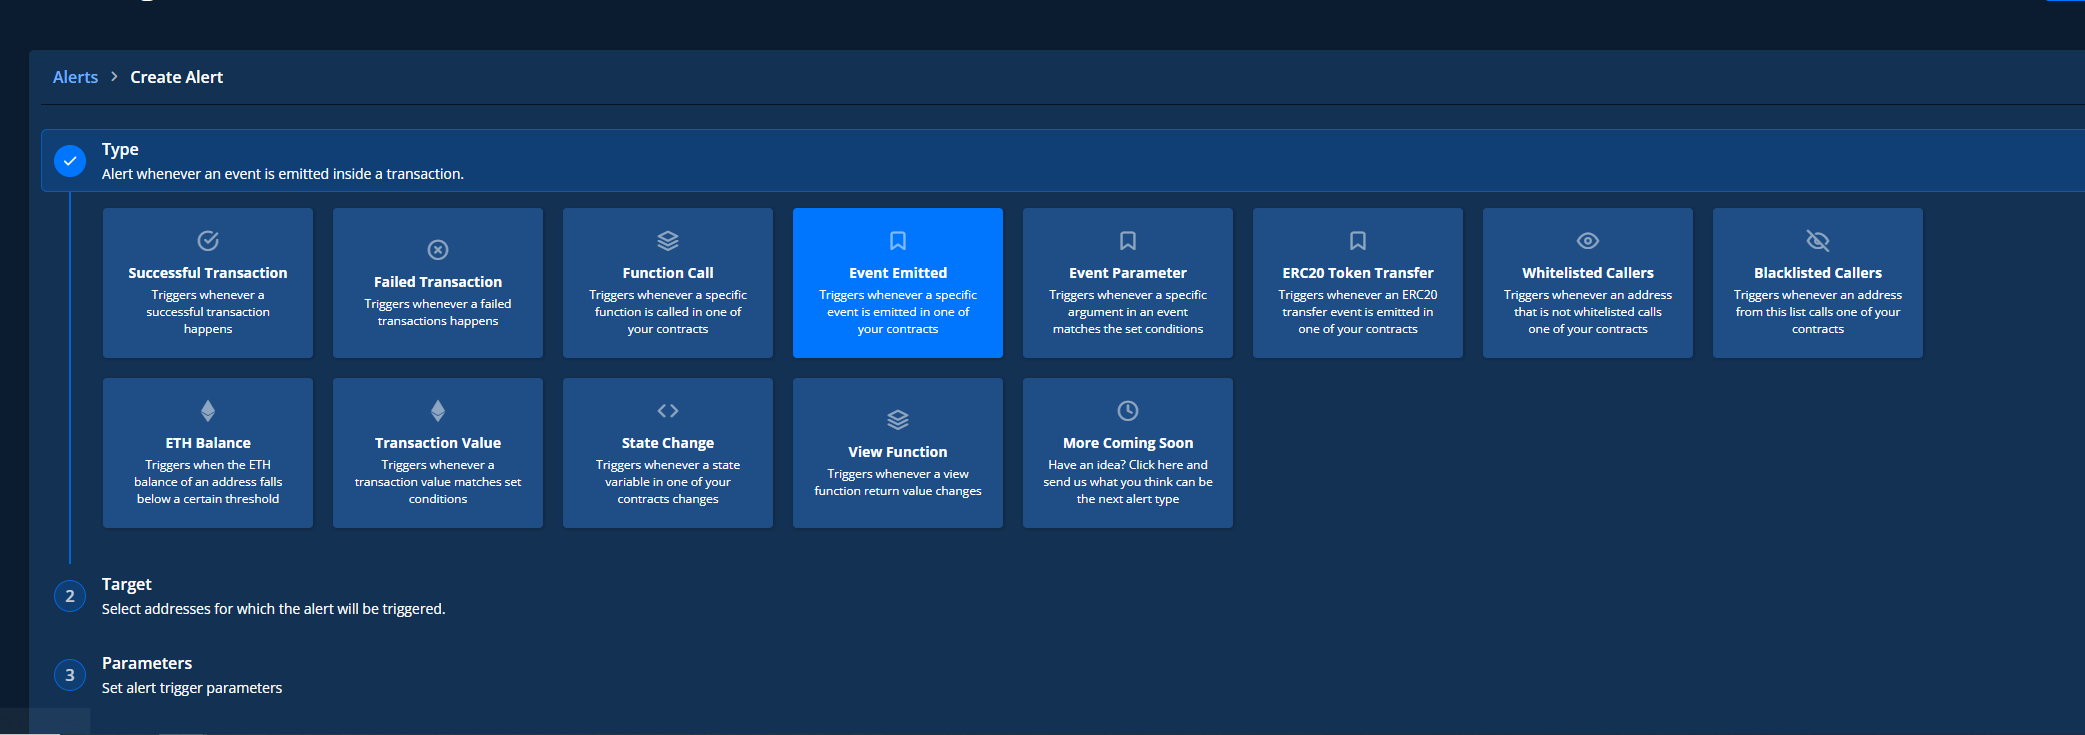 Alerts > Create Alert
Type
Alert whenever an event is emitted inside a transaction.
Successful Transaction
Triggers whenever a
successful transaction
happens
Failed Transaction
Triggers whenever a failed
transactions happens
Function Call
Triggers whenever a specific
function is called in one of
your contracts
Event Emitted
Triggers whenever a specific
event is emitted in one of
your contracts
Event Parameter
Triggers whenever a specific
argument in an event
matches the set conditions
ERC20 Token Transfer
Triggers whenever an ERC20
transfer event is emitted in
one of your contracts
Whitelisted Callers
Triggers whenever an address
that is not whitelisted calls
one of your contracts
Blacklisted Callers
Triggers whenever an address
from this list calls one of your
contracts
ETH Balance
Triggers when the ETH
balance of an address falls
below a certain threshold
Transaction Value
Triggers whenever a
transaction value matches set
conditions
State Change
Triggers whenever a state
variable in one of your
contracts changes
View Function
Triggers whenever a view
function return value changes
More Coming Soon
Have an idea? Click here and
send us what you think can be
the next alert type
2
Target
Select addresses for which the alert will be triggered.
3
Parameters
Set alert trigger parameters